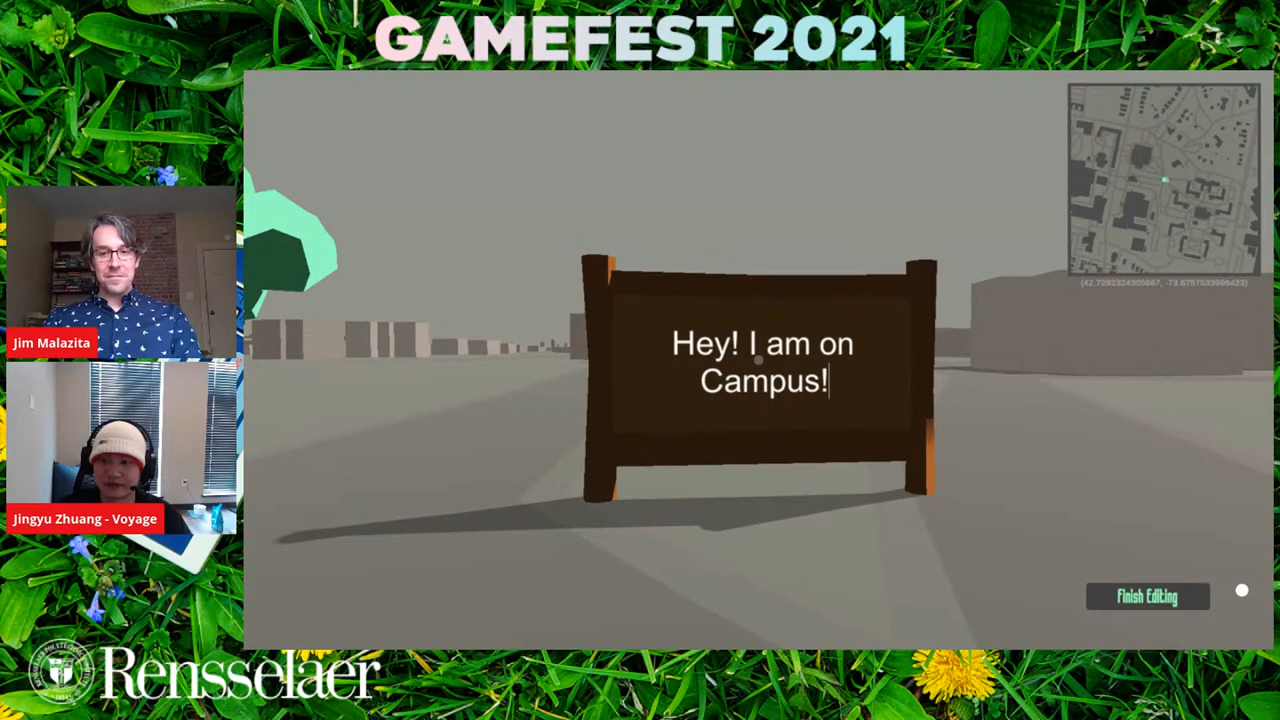 GAMEFEST 2021
Jim Malazita
Jingyu Zhuang - Voyage
Hey! I am on
Campus!
Finish Editing
Rensselaer